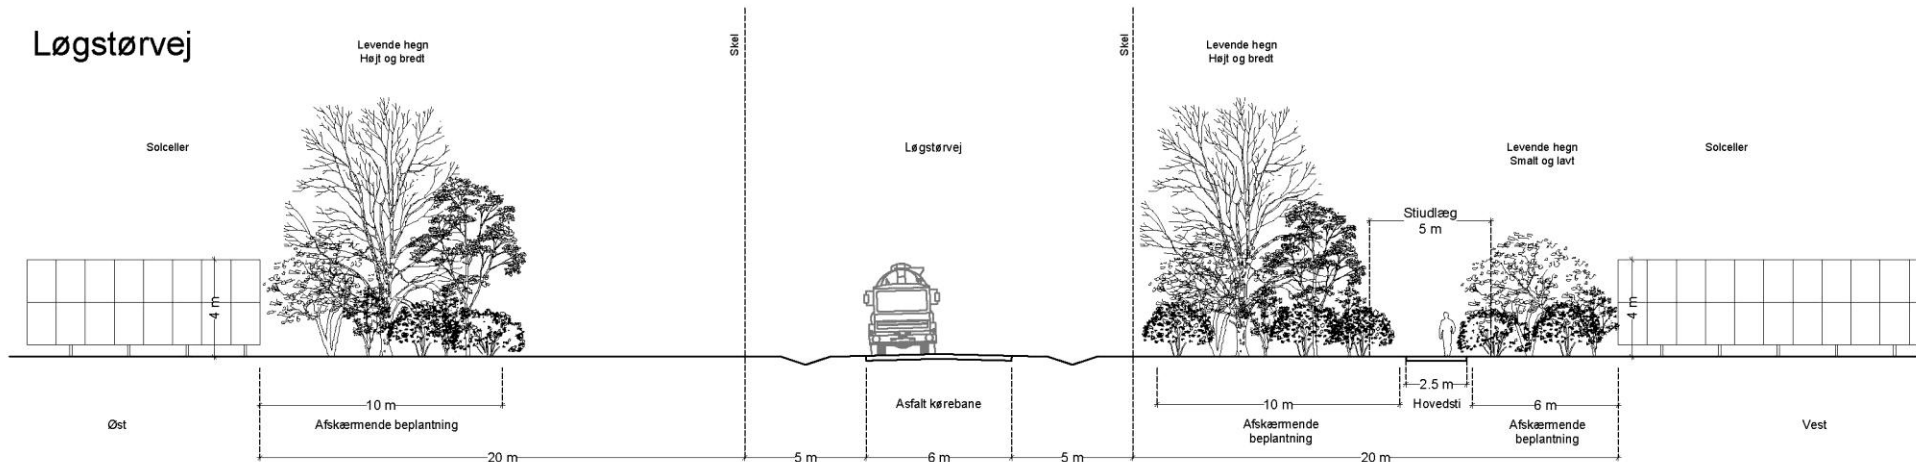 Løgstørvej
Levende hegn
Højt og bredt
Skel
Skel
Levende hegn
Højt og bredt
Solceller
Løgstørvej
Levende hegn
Smalt og lavt
Solceller
Stiudlæg
5 m
4 m
4 m
10 m
Asfalt kørebane
10 m
2.5 m
Hovedsti
6 m
Øst
Afskærmende beplantning
Afskærmende
beplantning
Afskærmende
beplantning
Vest
20 m
5 m
6 m
5 m
20 m